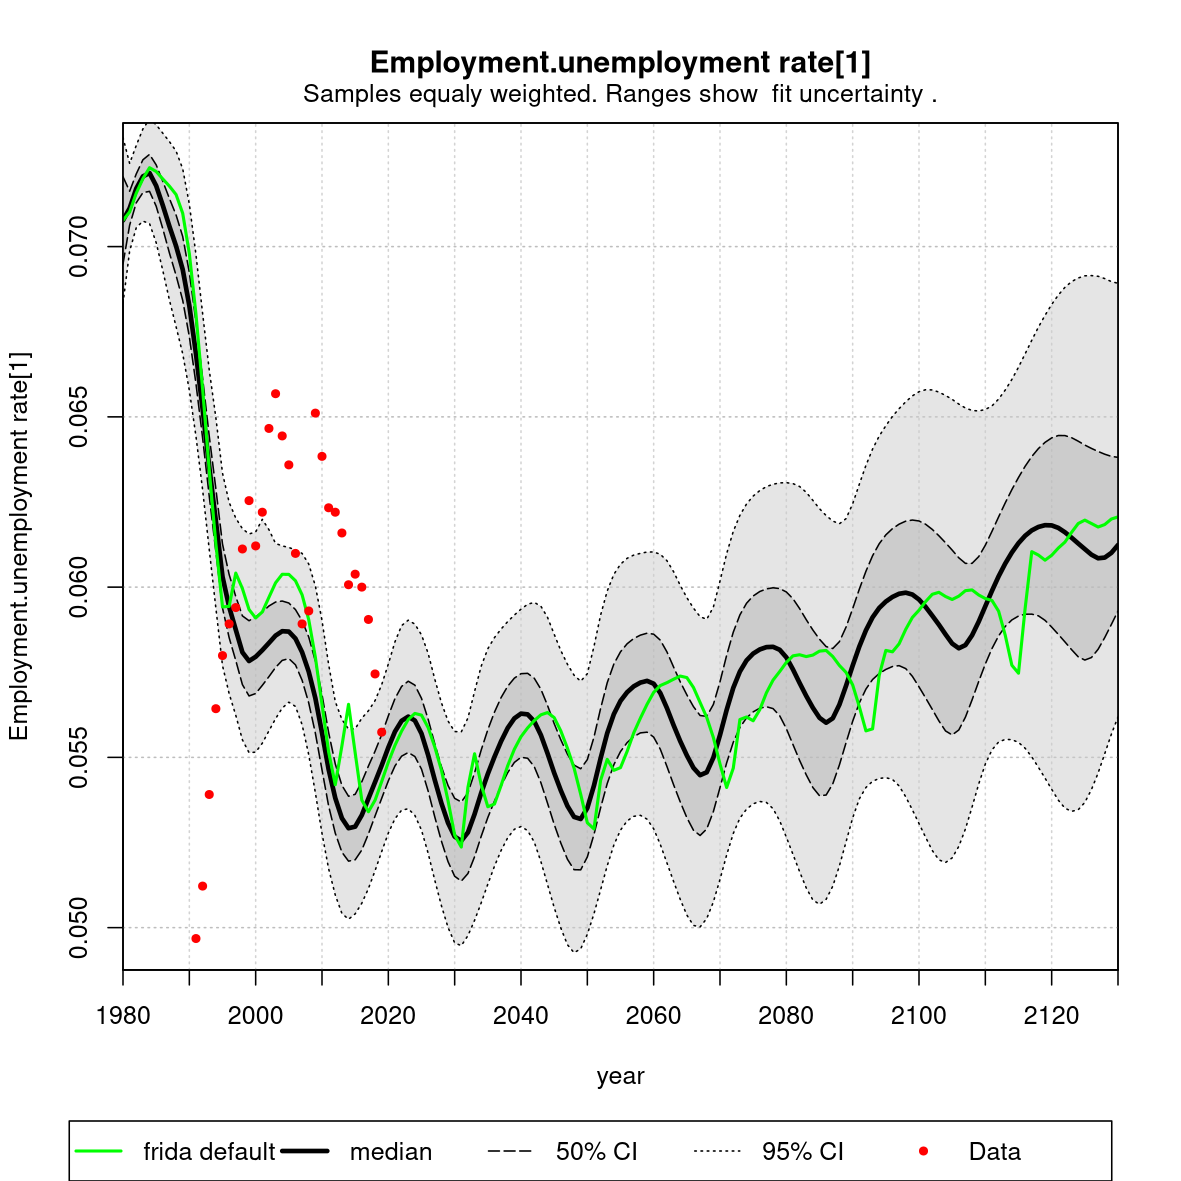 Employment.unemployment rate[1]
Samples equaly weighted. Ranges show  fit uncertainty .
Employment.unemployment rate[1]
0.070
0.065
0.060
0.055
0.050
1980 2000 2020 2040 2060 2080 2100 2120
year
frida default median 50% CI 95% CI Data